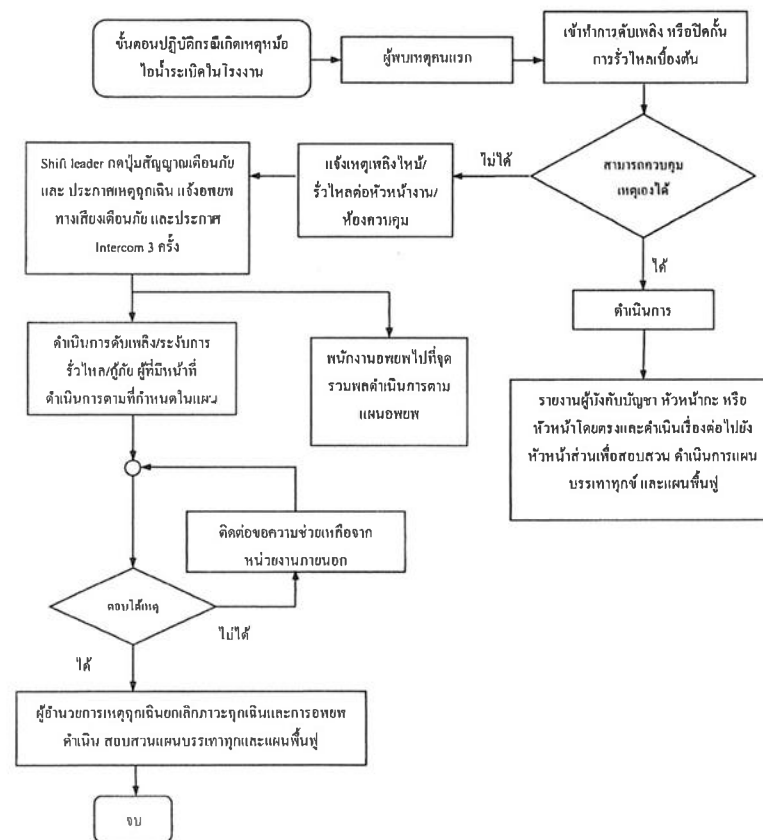 ขั้นตอนปฏิบัติกรณีเกิดเหตุหม้อ
ไอน้ำระเบิดในโรงงาน
ผู้พบเหตุคนแรก
เข้าทำการดับเพลิง หรือปิดกั้น
การรั่วไหลเบื้องต้น
สามารถควบคุม
เหตุเองได้
ไม่ได้
แจ้งเหตุเพลิงไหม้/
รั่วไหลต่อหัวหน้างาน/
ห้องควบคุม
Shift leader กดปุ่มสัญญาณเตือนภัย
และ ประกาศเหตุฉุกเฉิน แจ้งอพยพ
ทางเสียงเตือนภัย และประกาศ
Intercom 3 ครั้ง
ได้
ดำเนินการ
รายงานผู้บังคับบัญชา หัวหน้ากะ หรือ
หัวหน้าโดยตรงและดำเนินเรื่องต่อไปยัง
หัวหน้าส่วนเพื่อสอบสวน ดำเนินการแผน
บรรเทาทุกข์ และแผนฟื้นฟู
ดำเนินการดับเพลิง/ระงับการ
รั่วไหล/กู้ภัย ผู้ที่มีหน้าที่
ดำเนินการตามที่กำหนดในแผน
พนักงานอพยพไปที่จุด
รวมพลดำเนินการตาม
แผนอพยพ
ติดต่อขอความช่วยเหลือจาก
หน่วยงานภายนอก
ตอบโต้เหตุ
ไม่ได้
ได้
ผู้อำนวยการเหตุฉุกเฉินยกเลิกภาวะฉุกเฉินและการอพยพ
ดำเนิน สอบสวนแผนบรรเทาทุกและแผนฟื้นฟู
จบ